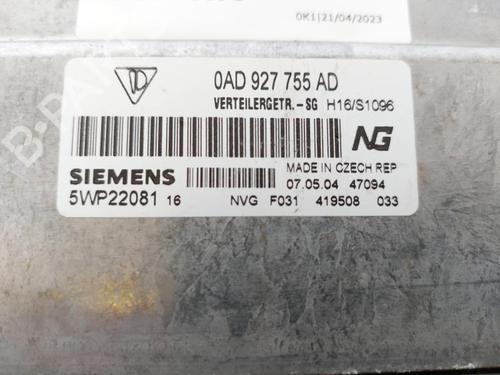 0K1|21/04/2023
0AD 927 755 AD
VERTEILERGETR.-SG H16/S1096
NG
SIEMENS
MADE IN CZECH REP
07.05.04 47094
5WP22081 16
NVG F031 419508 033
B-PARTS